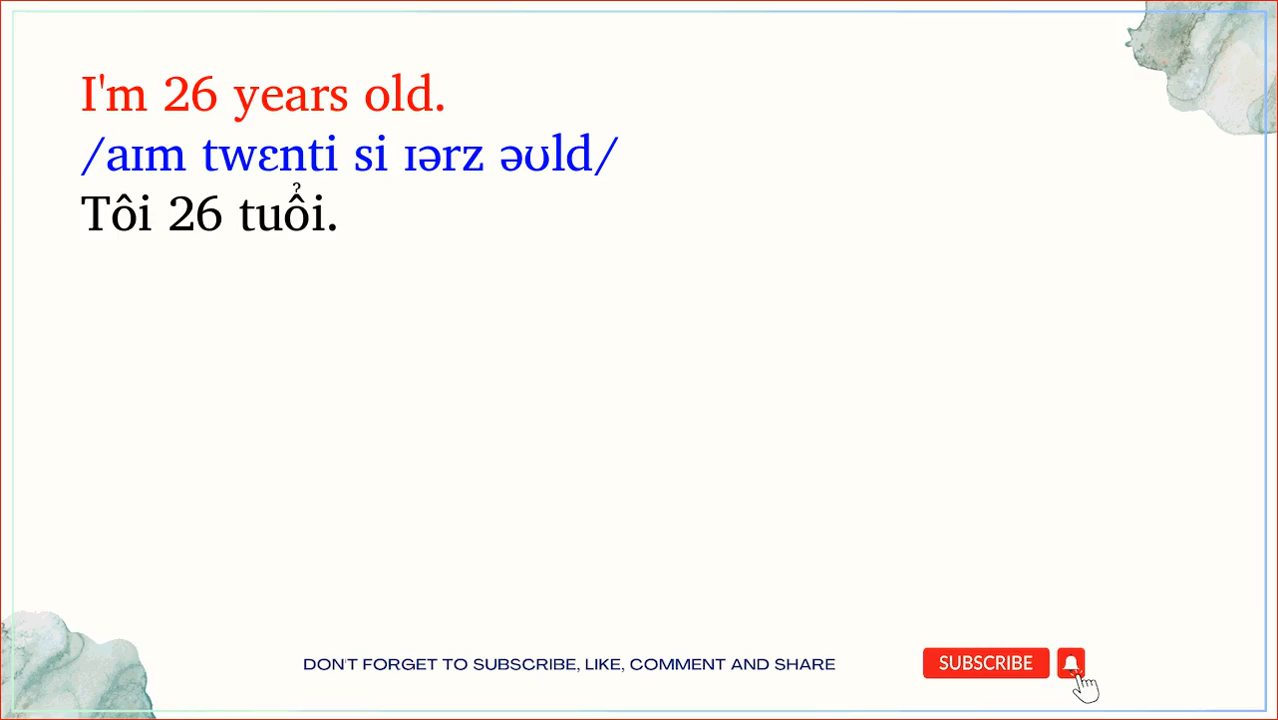 I'm 26 years old.
/aɪm twɛnti si ɪərz əʊld/
Tôi 26 tuổi.
DON'T FORGET TO SUBSCRIBE, LIKE, COMMENT AND SHARE
SUBSCRIBE